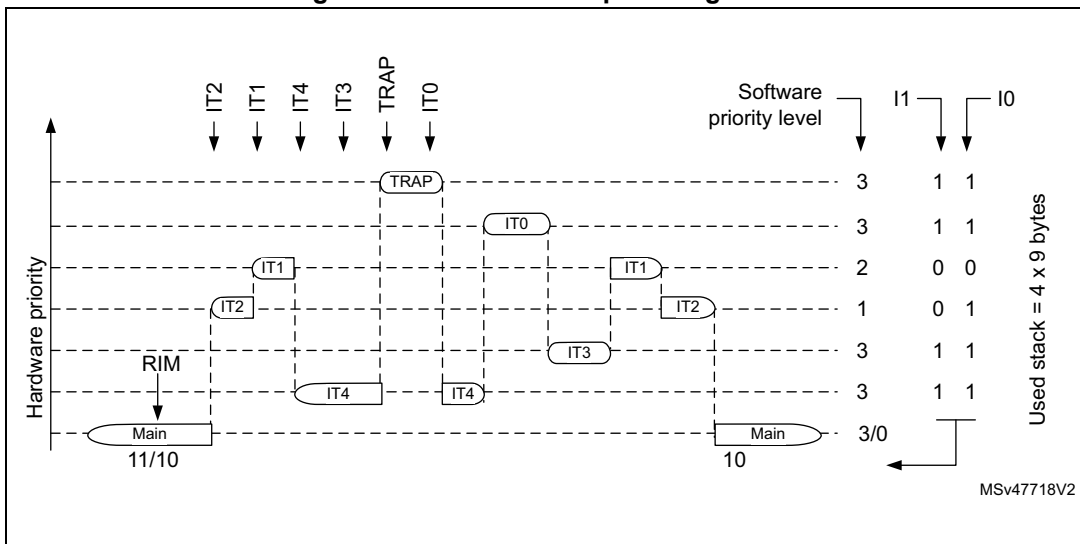 IT2
IT1
IT4
IT3
TRAP
IT0
Software
priority level
I1
I0
TRAP
3
1 1
IT0
3
1 1
IT1
IT1
2
0 0
IT2
IT2
1
0 1
IT3
3
1 1
RIM
IT4
IT4
3
1 1
Main
Main
3/0
11/10
10
Hardware priority
Used stack = 4 x 9 bytes
MSv47718V2